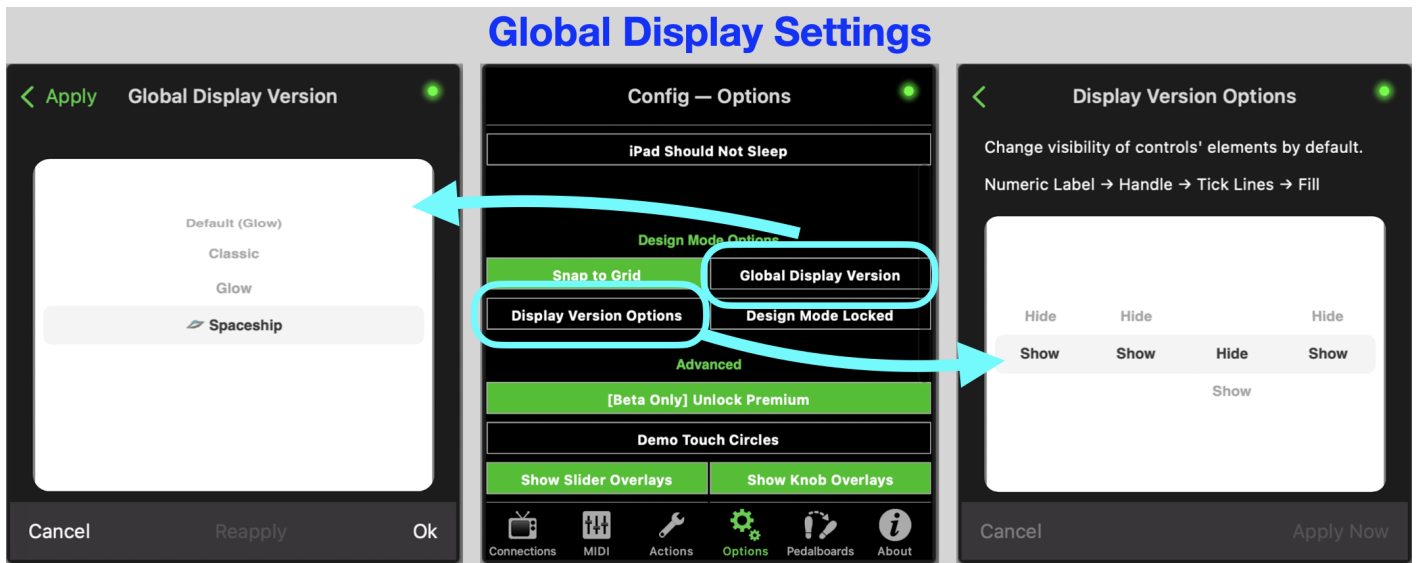 Global Display Settings
Apply
Global Display Version
Default (Glow)
Classic
Glow
Spaceship
Cancel
Reapply
Ok
Config — Options
iPad Should Not Sleep
Design Mode Options
Snap to Grid
Global Display Version
Display Version Options
Design Mode Locked
Advanced
[Beta Only] Unlock Premium
Demo Touch Circles
Show Slider Overlays
Show Knob Overlays
Connections
MIDI
Actions
Options
Pedalboards
About
Display Version Options
Change visibility of controls' elements by default.
Numeric Label → Handle → Tick Lines → Fill
Hide Hide Hide
Show Show Hide Show
Show
Cancel
Apply Now